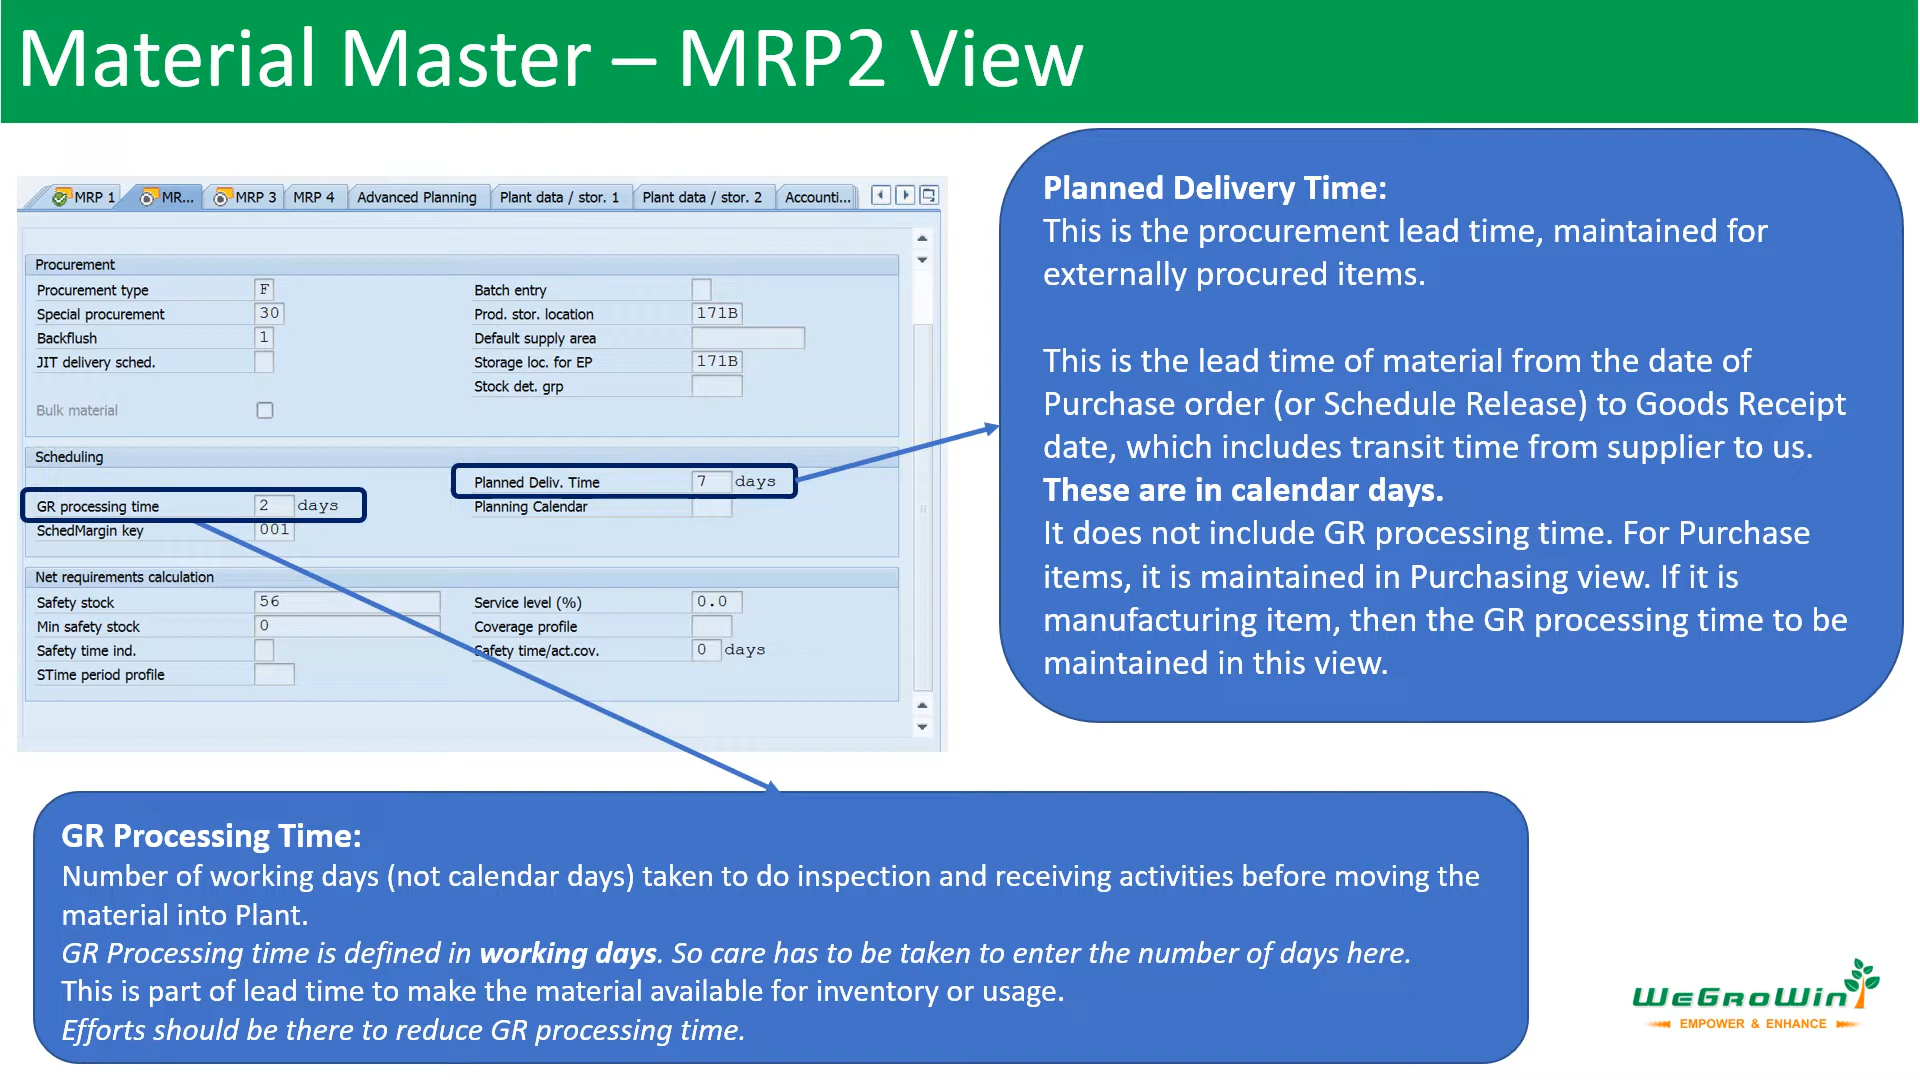 Material Master – MRP2 View
MRP 1
MR...
MRP 3
MRP 4
Advanced Planning
Plant data / stor. 1
Plant data / stor. 2
Accounti...
Procurement
Procurement type F
Batch entry
Special procurement 30
Prod. stor. location 171B
Backflush 1
Default supply area
JIT delivery sched.
Storage loc. for EP 171B
Stock det. grp
Bulk material
Scheduling
Planned Deliv. Time 7 days
GR processing time 2 days
Planning Calendar
SchedMargin key 001
Net requirements calculation
Safety stock 56
Service level (%) 0.0
Min safety stock 0
Coverage profile
Safety time ind.
Safety time/act.cov. 0 days
STime period profile
Planned Delivery Time:
This is the procurement lead time, maintained for
externally procured items.
This is the lead time of material from the date of
Purchase order (or Schedule Release) to Goods Receipt
date, which includes transit time from supplier to us.
These are in calendar days.
It does not include GR processing time. For Purchase
items, it is maintained in Purchasing view. If it is
manufacturing item, then the GR processing time to be
maintained in this view.
GR Processing Time:
Number of working days (not calendar days) taken to do inspection and receiving activities before moving the
material into Plant.
GR Processing time is defined in working days. So care has to be taken to enter the number of days here.
This is part of lead time to make the material available for inventory or usage.
Efforts should be there to reduce GR processing time.
WeGroWin
EMPOWER & ENHANCE